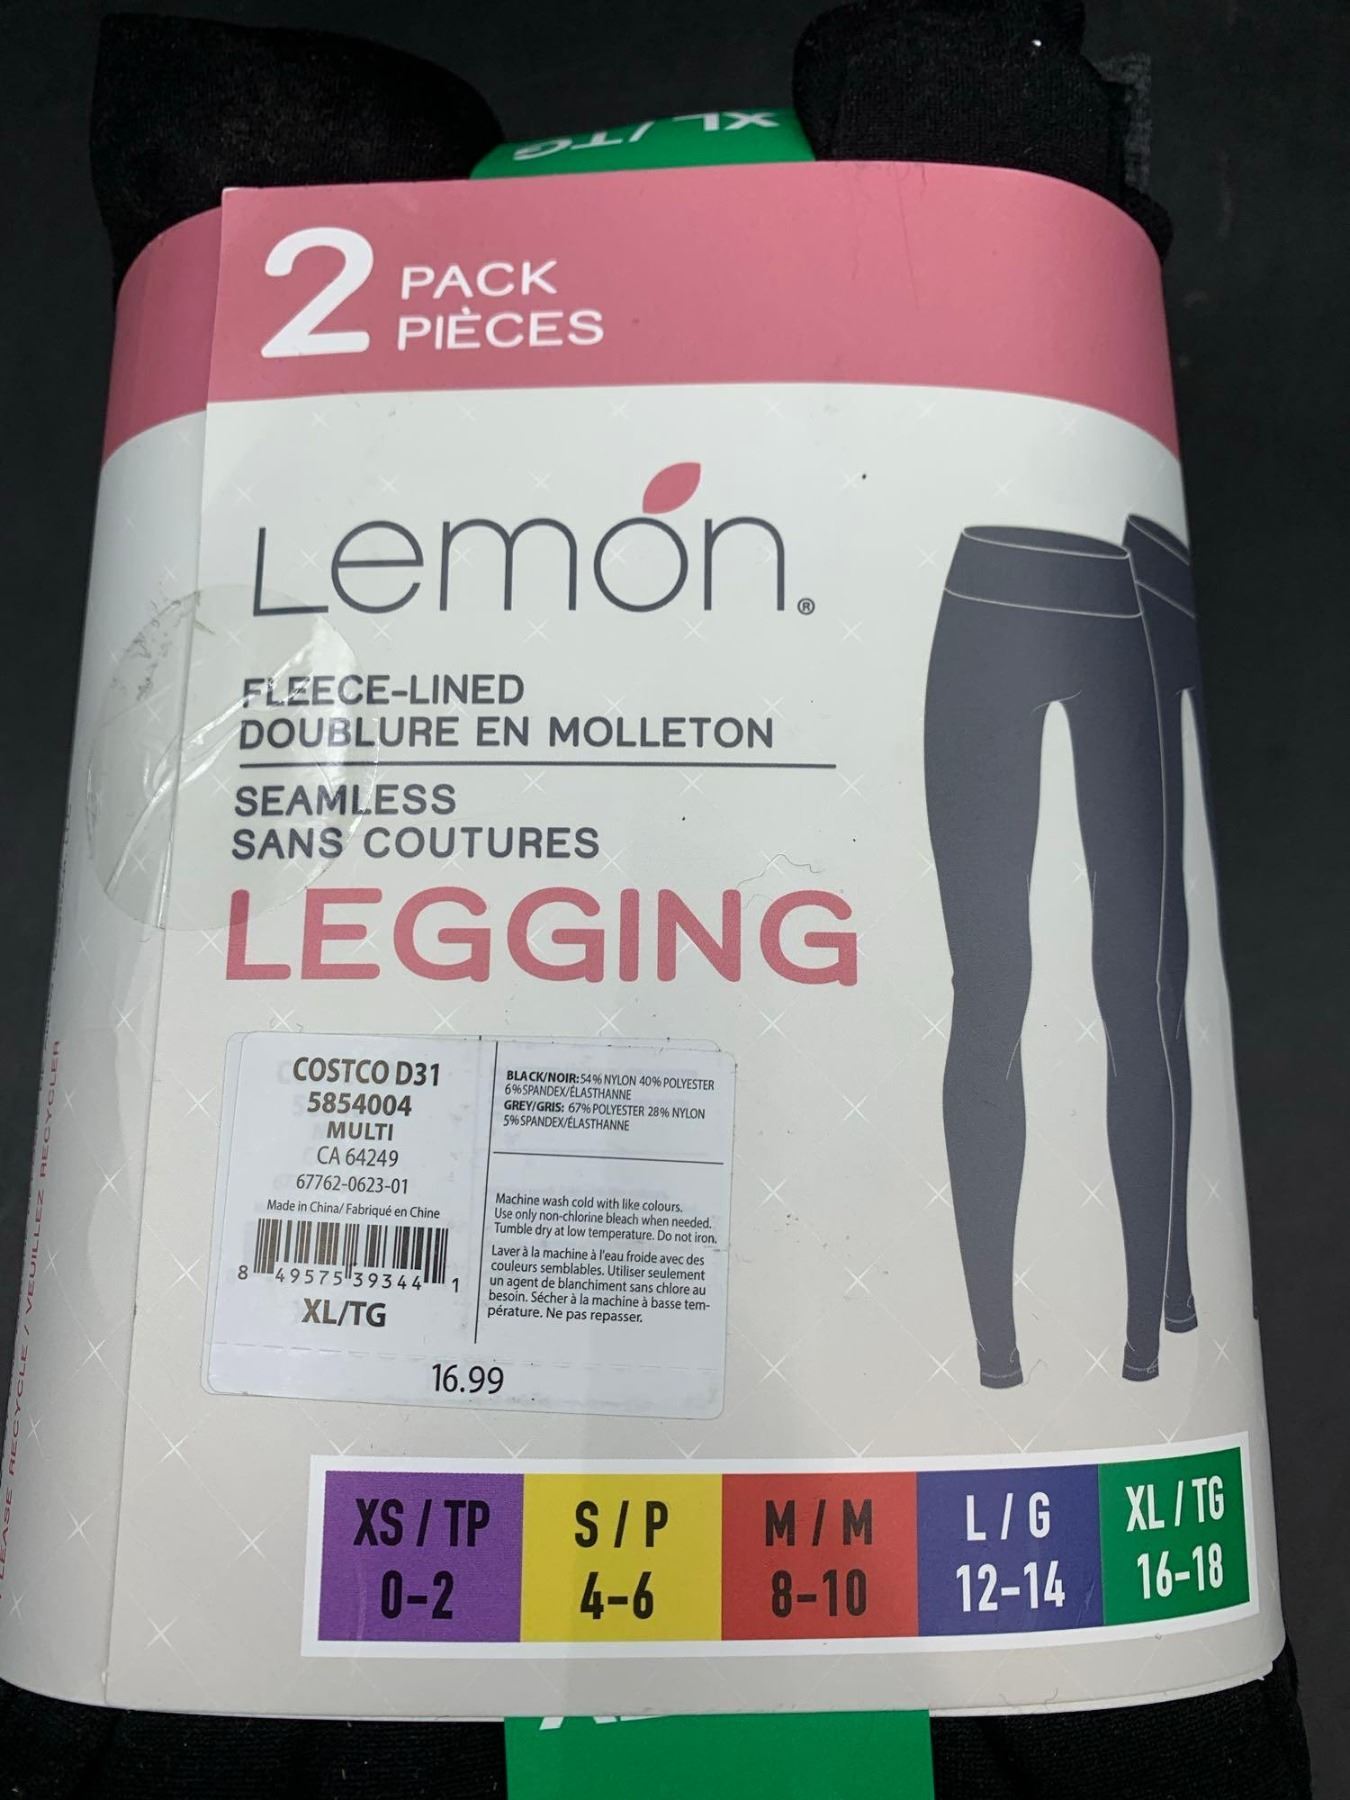 XL / TG
2 PACK
PIÈCES
Lemón®
FLEECE-LINED
DOUBLURE EN MOLLETON
SEAMLESS
SANS COUTURES
LEGGING
COSTCO D31
5854004
MULTI
CA 64249
67762-0623-01
Made in China/ Fabriqué en Chine
8 49575 39344 1
XL/TG
BLACK/NOIR: 54% NYLON 40% POLYESTER
6% SPANDEX/ÉLASTHANNE
GREY/GRIS: 67% POLYESTER 28% NYLON
5% SPANDEX/ÉLASTHANNE
Machine wash cold with like colours.
Use only non-chlorine bleach when needed.
Tumble dry at low temperature. Do not iron.
Laver à la machine à l'eau froide avec des
couleurs semblables. Utiliser seulement
un agent de blanchiment sans chlore au
besoin. Sécher à la machine à basse tem-
pérature. Ne pas repasser.
16.99
XS / TP
0-2
S / P
4-6
M / M
8-10
L / G
12-14
XL / TG
16-18
PLEASE RECYCLE / VEUILLEZ RECYCLER